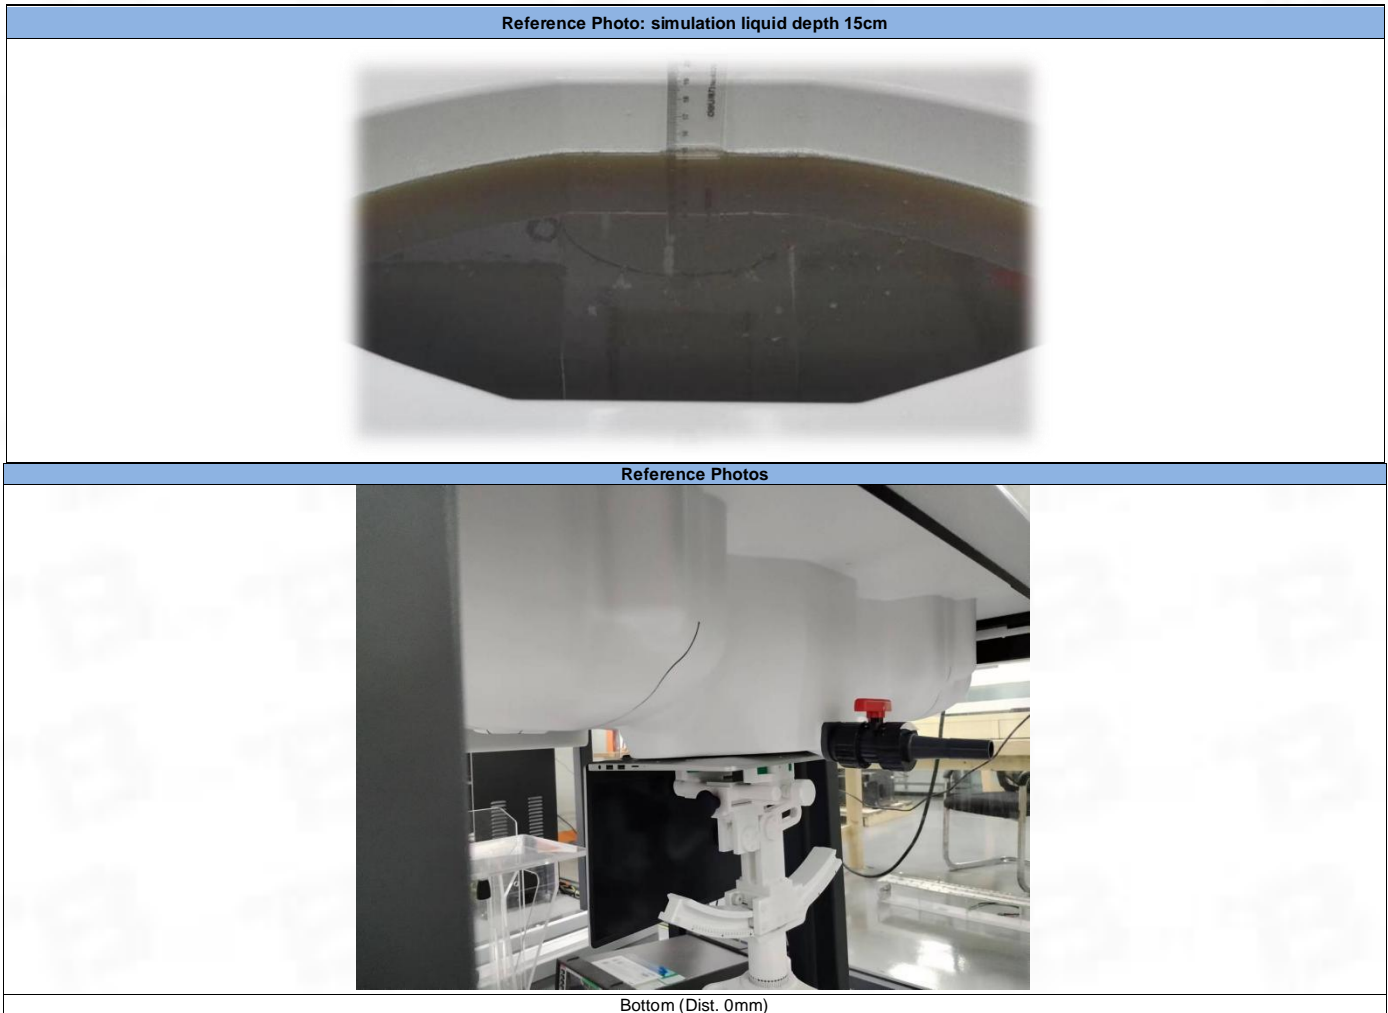 Reference Photo: simulation liquid depth 15cm
Reference Photos
Bottom (Dist. 0mm)